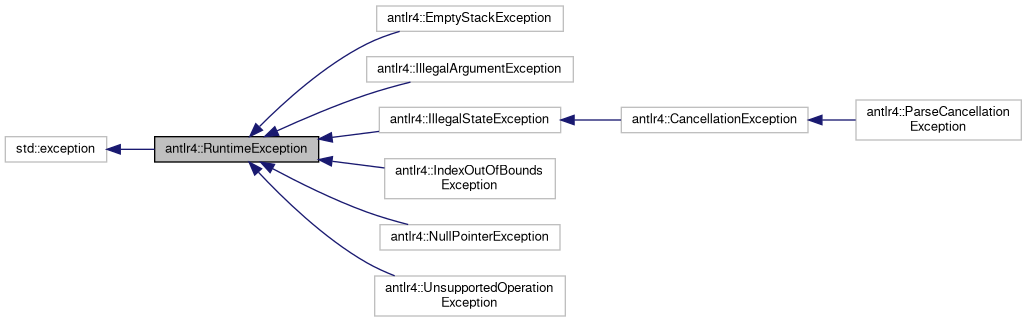 antlr4::EmptyStackException
antlr4::IllegalArgumentException
antlr4::IllegalStateException
antlr4::CancellationException
antlr4::ParseCancellation
Exception
std::exception
antlr4::RuntimeException
antlr4::IndexOutOfBounds
Exception
antlr4::NullPointerException
antlr4::UnsupportedOperation
Exception